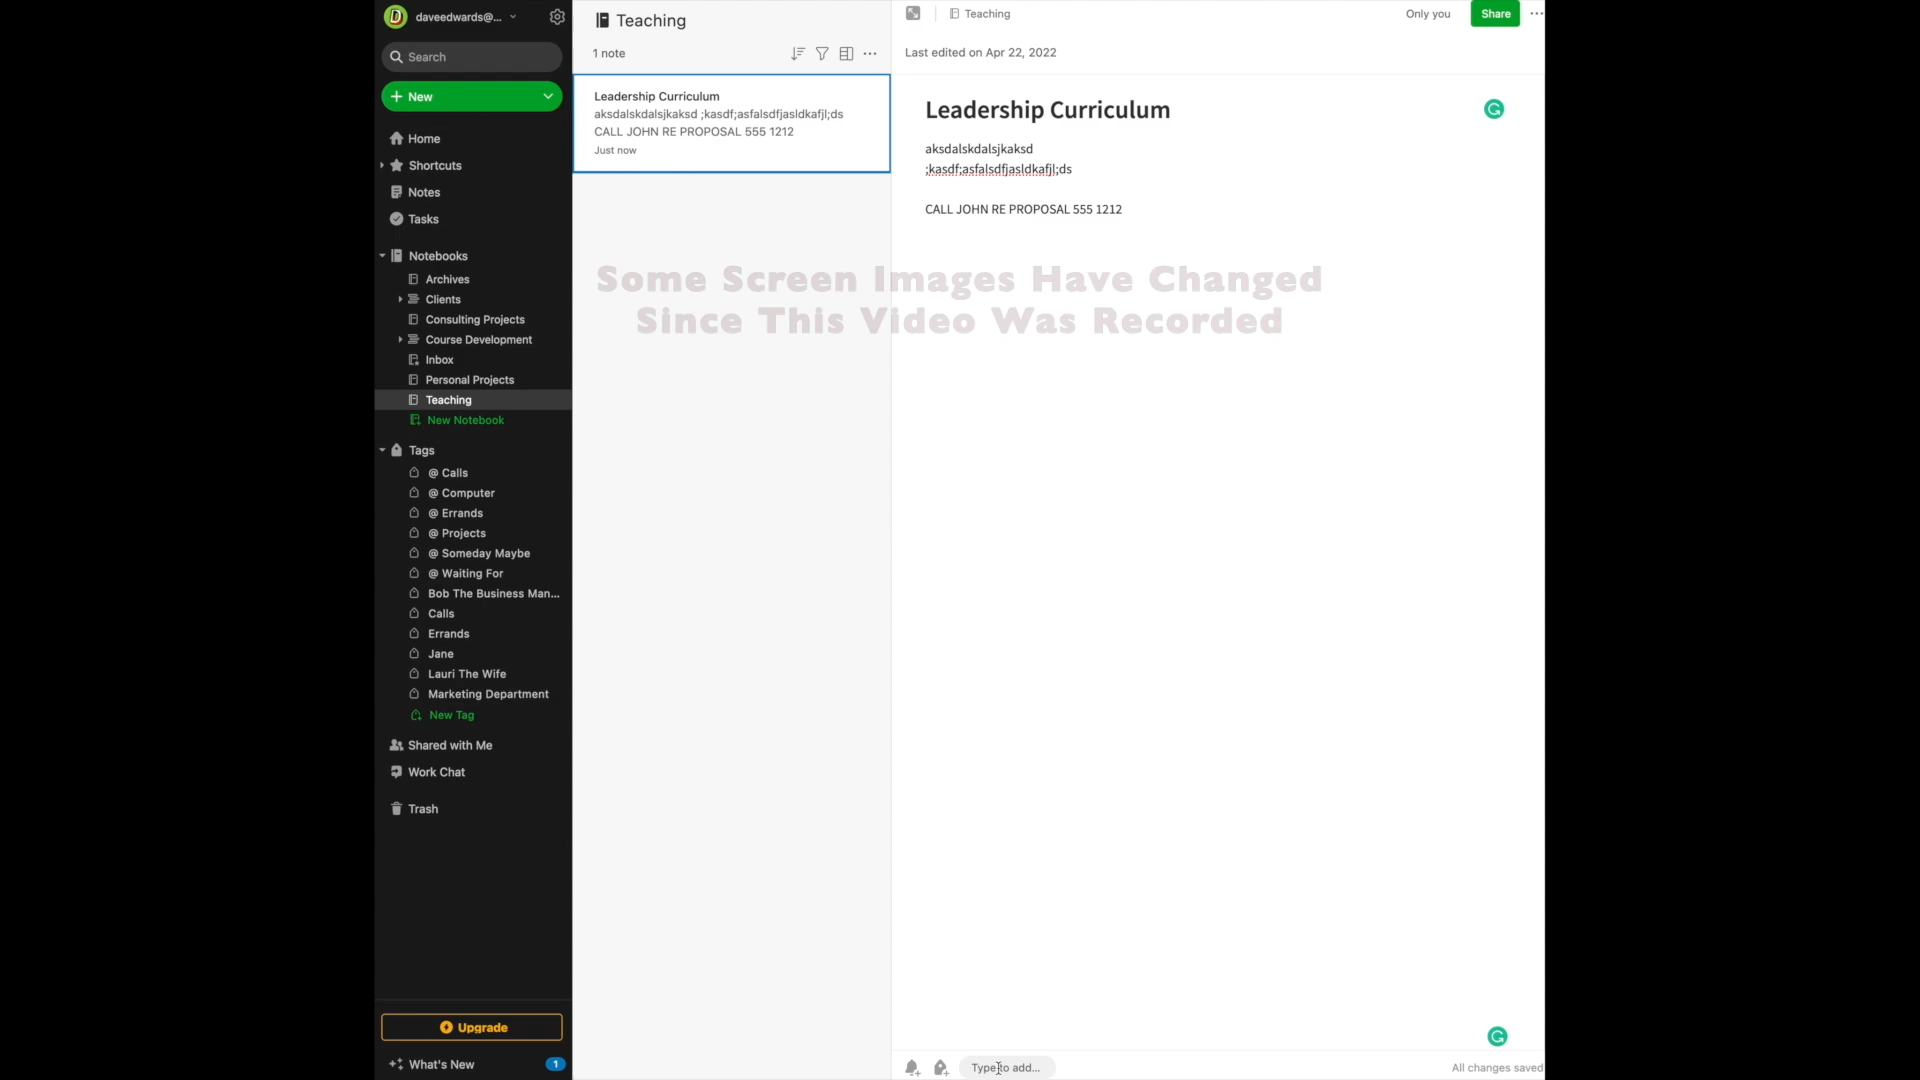 D daveedwards@...
Search
New
Home
Shortcuts
Notes
Tasks
Notebooks
Archives
Clients
Consulting Projects
Course Development
Inbox
Personal Projects
Teaching
New Notebook
Tags
@ Calls
@ Computer
@ Errands
@ Projects
@ Someday Maybe
@ Waiting For
Bob The Business Man...
Calls
Errands
Jane
Lauri The Wife
Marketing Department
New Tag
Shared with Me
Work Chat
Trash
Upgrade
What's New 1
Teaching
1 note
Leadership Curriculum
aksdalskdalsjkaksd ;kasdf;asfalsdfjasldkafjl;ds
CALL JOHN RE PROPOSAL 555 1212
Just now
Teaching
Only you
Share
Last edited on Apr 22, 2022
Leadership Curriculum
aksdalskdalsjkaksd
;kasdf;asfalsdfjasldkafjl;ds
CALL JOHN RE PROPOSAL 555 1212
Some Screen Images Have Changed
Since This Video Was Recorded
Type to add...
All changes saved